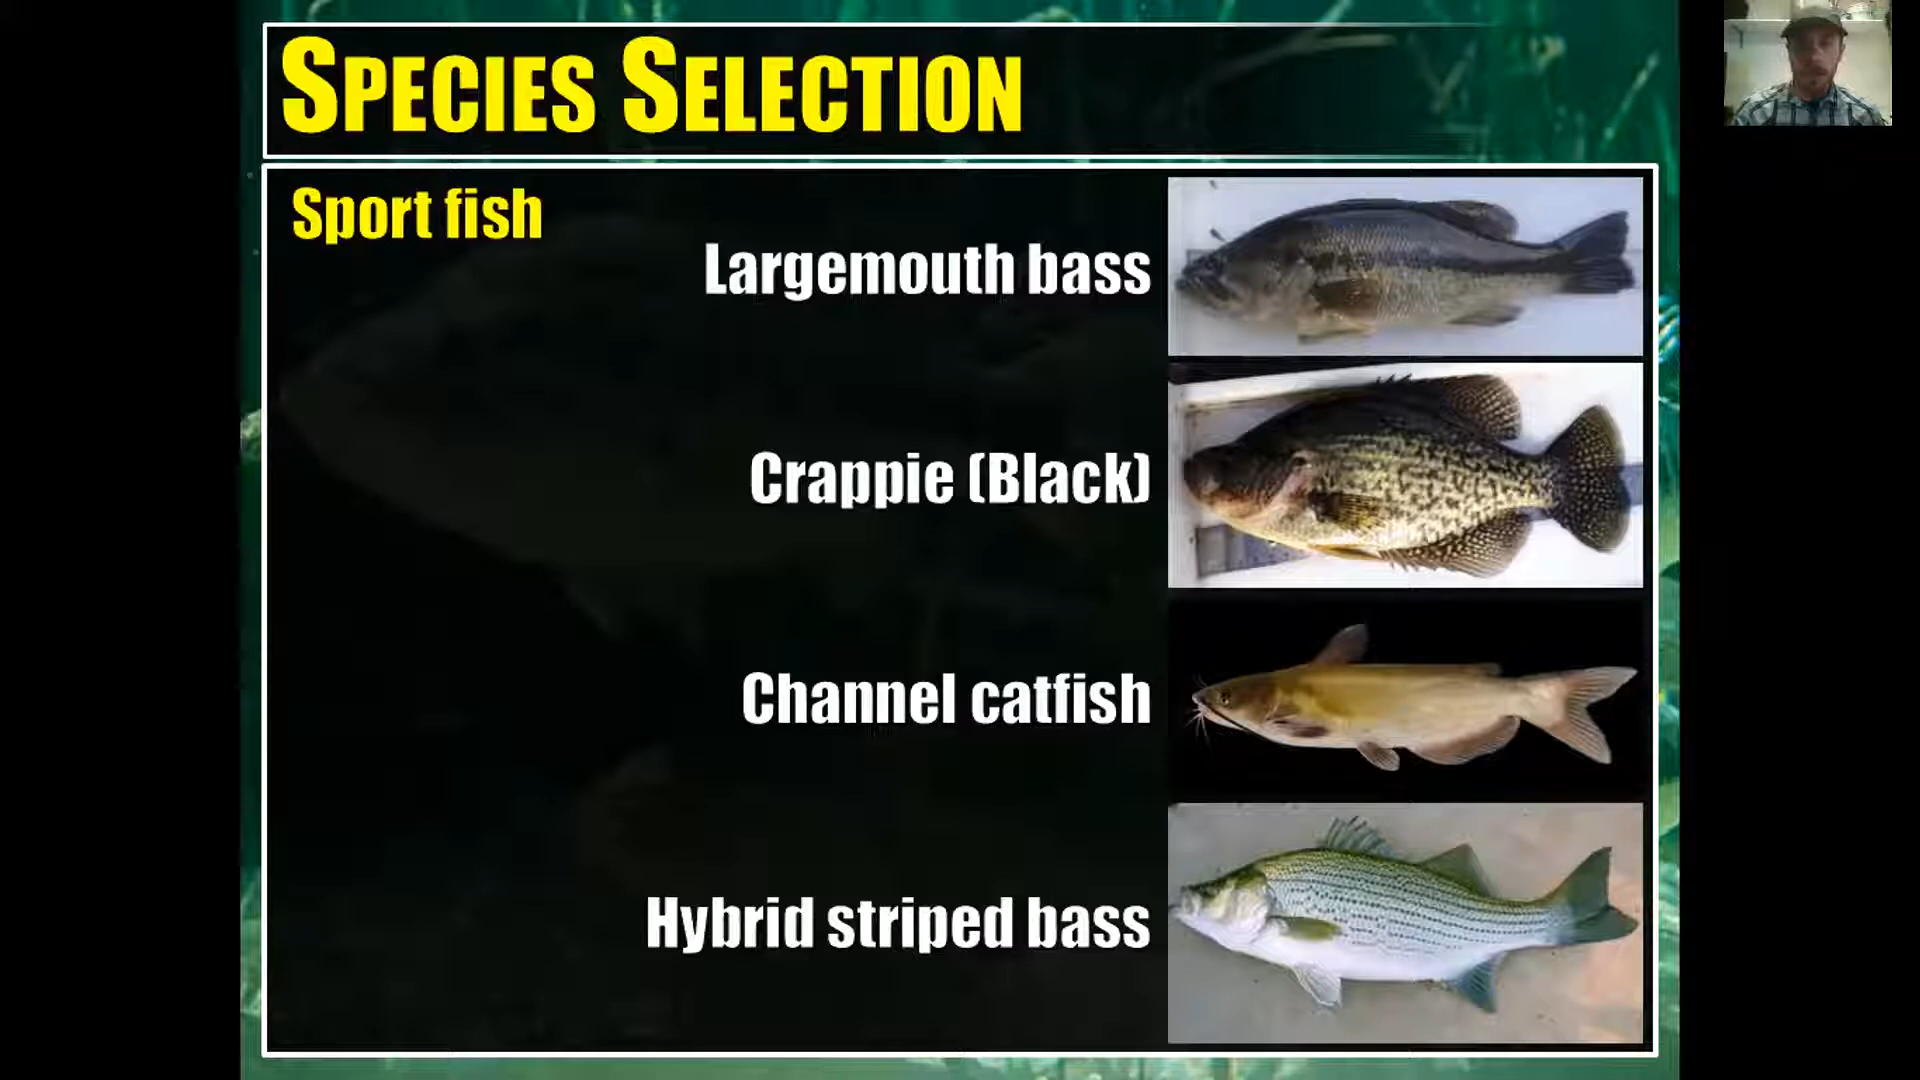 SPECIES SELECTION
Sport fish
Largemouth bass
Crappie (Black)
Channel catfish
Hybrid striped bass